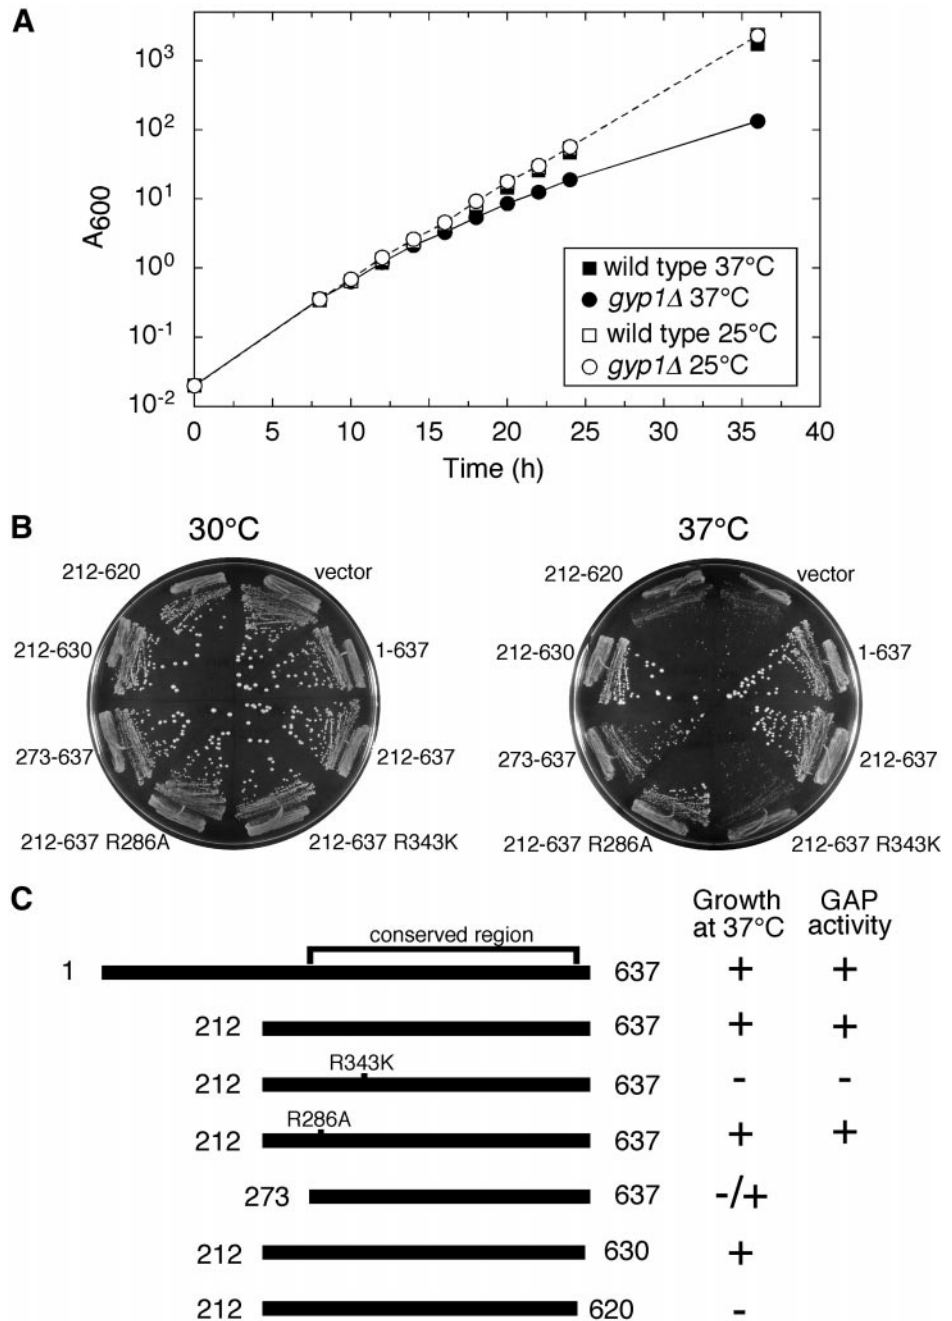 A
10³
10²
10¹
10⁰
10⁻¹
10⁻²
A600
0 5 10 15 20 25 30 35 40
Time (h)
wild type 37°C
gyp1Δ 37°C
wild type 25°C
gyp1Δ 25°C
B
30°C
212-620 vector
212-630 1-637
273-637 212-637
212-637 R286A 212-637 R343K
37°C
212-620 vector
212-630 1-637
273-637 212-637
212-637 R286A 212-637 R343K
C
Growth at 37°C
GAP activity
conserved region
1 637 + +
212 637 + +
R343K
212 637 - -
R286A
212 637 + +
273 637 -/+
212 630 +
212 620 -